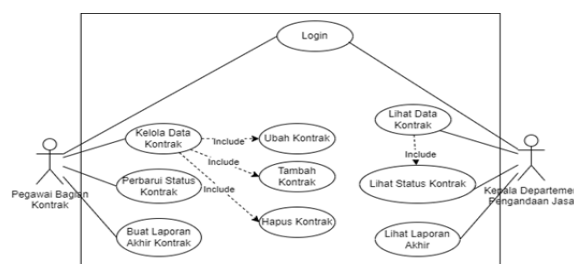 Login
Kelola Data
Kontrak
Include
Ubah Kontrak
Include
Tambah
Kontrak
Include
Hapus Kontrak
Perbarui Status
Kontrak
Buat Laporan
Akhir Kontrak
Pegawai Bagian
Kontrak
Lihat Data
Kontrak
Include
Lihat Status Kontrak
Lihat Laporan
Akhir
Kepala Departemen
Pengandaan Jasa